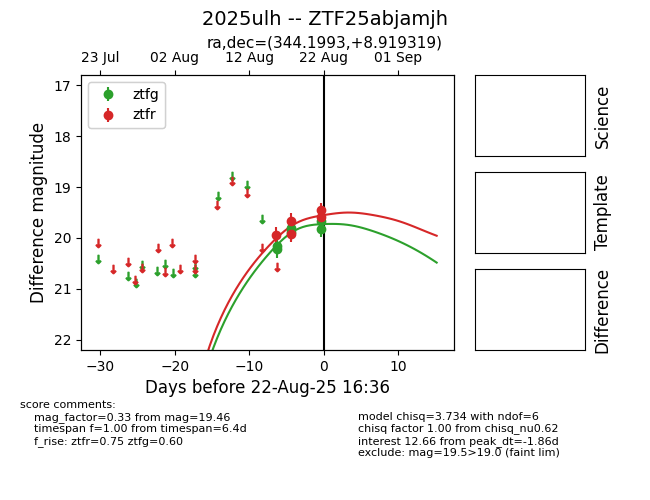 2025ulh -- ZTF25abjamjh
ra,dec=(344.1993,+8.919319)
23 Jul 02 Aug 12 Aug 22 Aug 01 Sep
ztfg
ztfr
17
18
19
20
21
22
Difference magnitude
−30 −20 −10 0 10
Days before 22-Aug-25 16:36
Science
Template
Difference
score comments:
mag_factor=0.33 from mag=19.46
timespan f=1.00 from timespan=6.4d
f_rise: ztfr=0.75 ztfg=0.60
model chisq=3.734 with ndof=6
chisq factor 1.00 from chisq_nu0.62
interest 12.66 from peak_dt=-1.86d
exclude: mag=19.5>19.0 (faint lim)